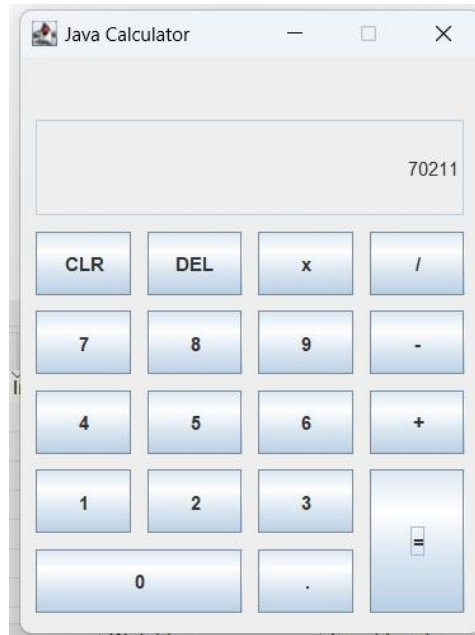 Java Calculator
70211
CLR DEL x /
7 8 9 -
4 5 6 +
1 2 3
=
0 .